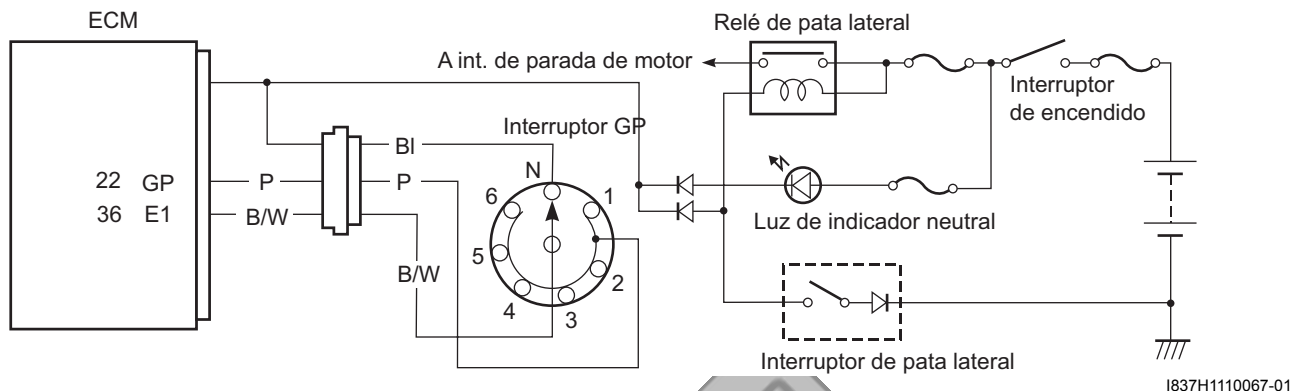 ECM
Relé de pata lateral
A int. de parada de motor
Interruptor
de encendido
Interruptor GP
BI
N
22 GP
P
P
6
1
36 E1
B/W
Luz de indicador neutral
5
2
B/W
4
3
Interruptor de pata lateral
I837H1110067-01